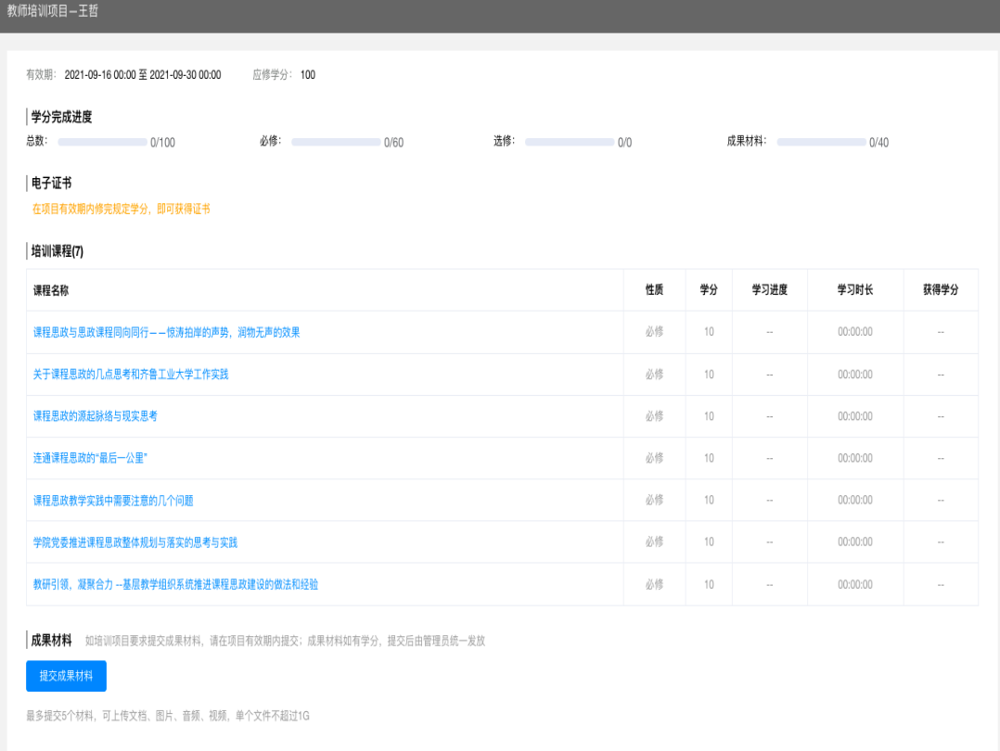 教师培训项目—王哲
有效期： 2021-09-16 00:00 至 2021-09-30 00:00 应修学分： 100
学分完成进度
总数： 0/100 必修： 0/60 选修： 0/0 成果材料： 0/40
电子证书
在项目有效期内修完规定学分，即可获得证书
培训课程(7)
课程名称 性质 学分 学习进度 学习时长 获得学分
课程思政与思政课程同向同行——惊涛拍岸的声势，润物无声的效果 必修 10 -- 00:00:00 --
关于课程思政的几点思考和齐鲁工业大学工作实践 必修 10 -- 00:00:00 --
课程思政的源起脉络与现实思考 必修 10 -- 00:00:00 --
连通课程思政的“最后一公里” 必修 10 -- 00:00:00 --
课程思政教学实践中需要注意的几个问题 必修 10 -- 00:00:00 --
学院党委推进课程思政整体规划与落实的思考与实践 必修 10 -- 00:00:00 --
教研引领，凝聚合力 --基层教学组织系统推进课程思政建设的做法和经验 必修 10 -- 00:00:00 --
成果材料 如培训项目要求提交成果材料，请在项目有效期内提交；成果材料如有学分，提交后由管理员统一发放
提交成果材料
最多提交5个材料，可上传文档、图片、音频、视频，单个文件不超过1G